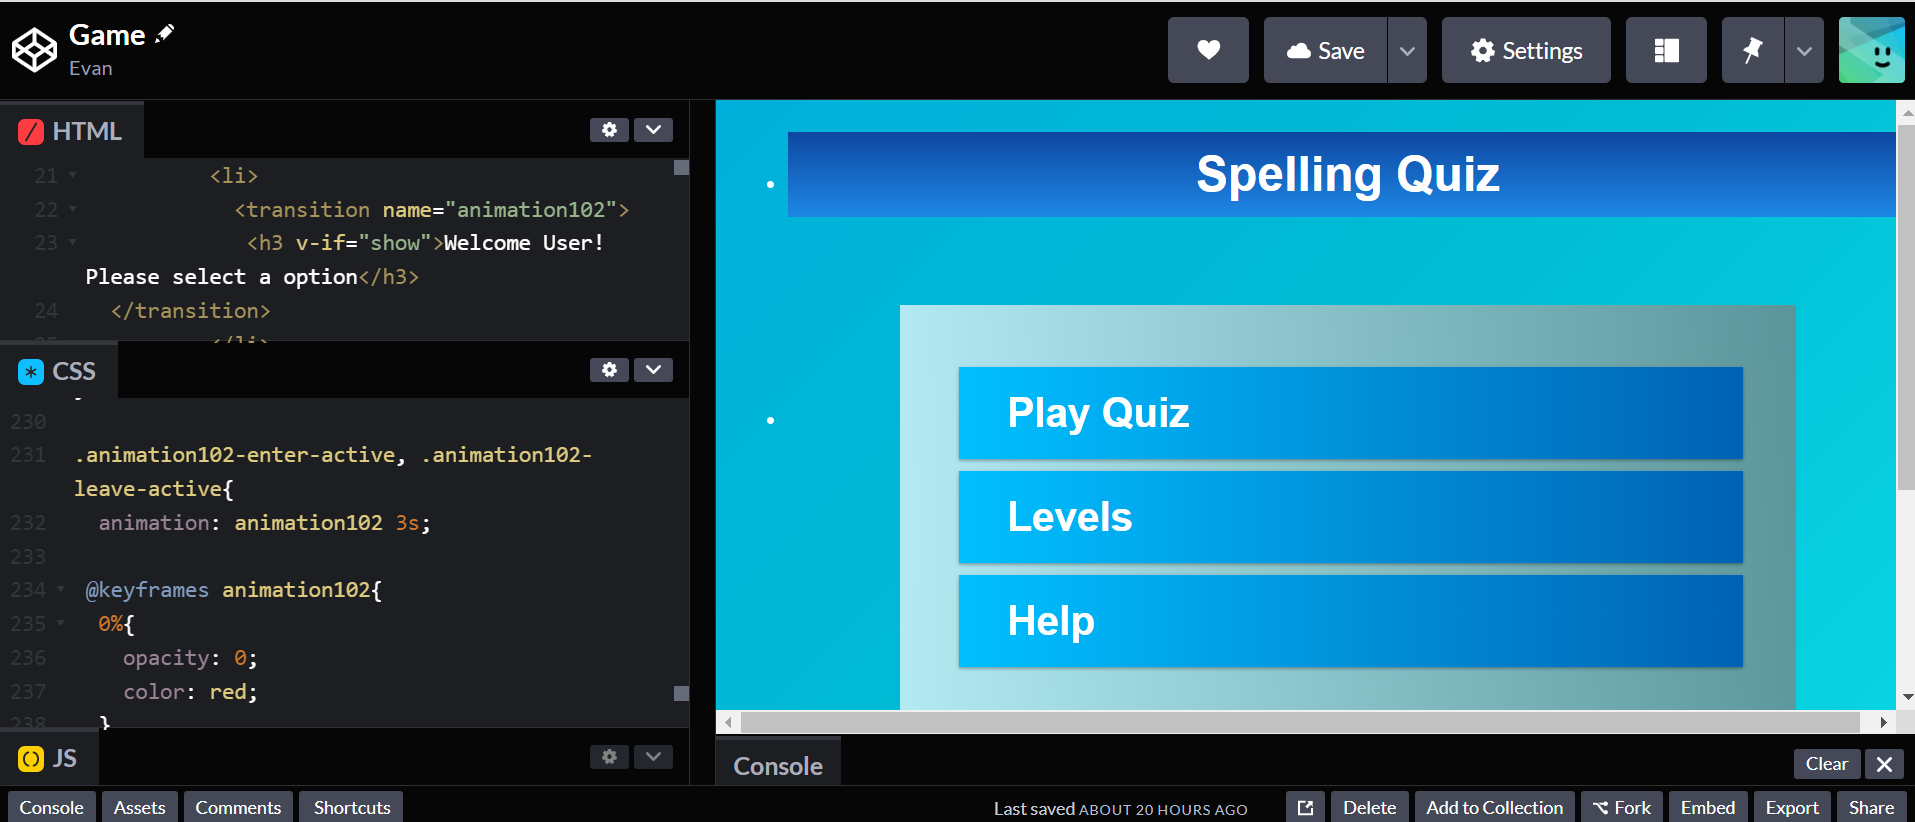 Game
Evan
Save
Settings
HTML
21 <li>
22 <transition name="animation102">
23 <h3 v-if="show">Welcome User!
Please select a option</h3>
24 </transition>
CSS
230
231 .animation102-enter-active, .animation102-
leave-active{
232 animation: animation102 3s;
233
234 @keyframes animation102{
235 0%{
236 opacity: 0;
237 color: red;
238 }
JS
Spelling Quiz
Play Quiz
Levels
Help
Console
Clear
Console Assets Comments Shortcuts
Last saved ABOUT 20 HOURS AGO
Delete Add to Collection Fork Embed Export Share